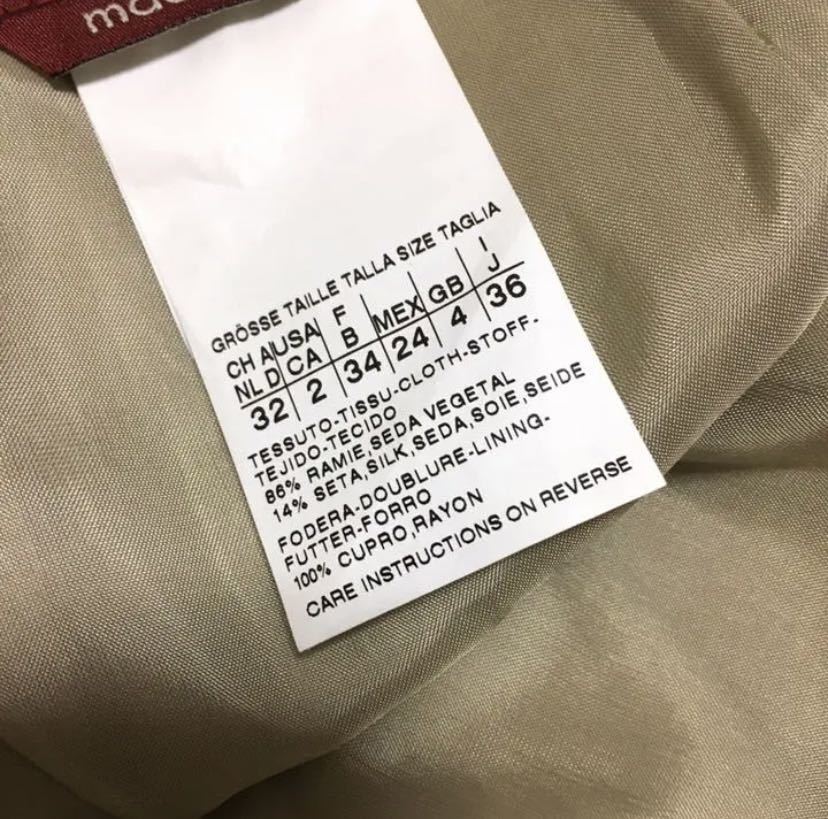 GRÖSSE TAILLE TALLA SIZE TAGLIA
CH A USA F MEX GB I
NL D CA B J
32 2 34 24 4 36
TESSUTO-TISSU-CLOTH-STOFF-
TEJIDO-TECIDO
86% RAMIE,SEDA VEGETAL
14% SETA,SILK,SEDA,SOIE,SEIDE
FODERA-DOUBLURE-LINING-
FUTTER-FORRO
100% CUPRO,RAYON
CARE INSTRUCTIONS ON REVERSE